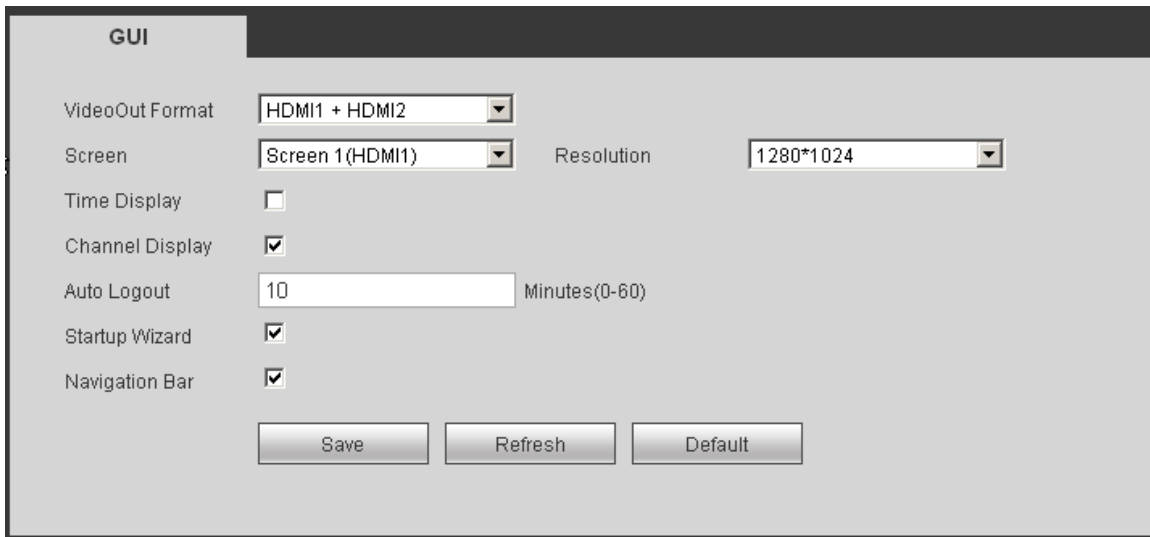 GUI
VideoOut Format HDMI1 + HDMI2
Screen Screen 1(HDMI1) Resolution 1280*1024
Time Display
Channel Display
Auto Logout 10 Minutes(0-60)
Startup Wizard
Navigation Bar
Save Refresh Default